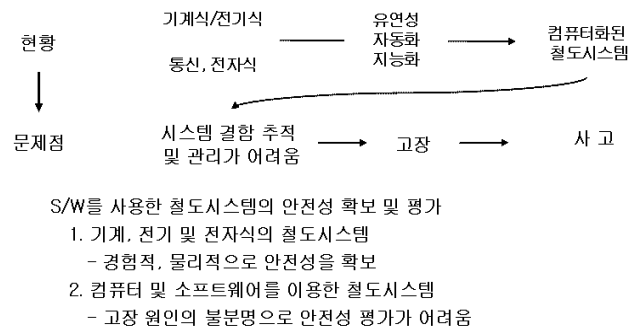 현황
기계식/전기식
통신, 전자식
유연성
자동화
지능화
컴퓨터화된
철도시스템
문제점
시스템 결함 추적
및 관리가 어려움
고장
사 고
S/W를 사용한 철도시스템의 안전성 확보 및 평가
1. 기계, 전기 및 전자식의 철도시스템
- 경험적, 물리적으로 안전성을 확보
2. 컴퓨터 및 소프트웨어를 이용한 철도시스템
- 고장 원인의 불분명으로 안전성 평가가 어려움